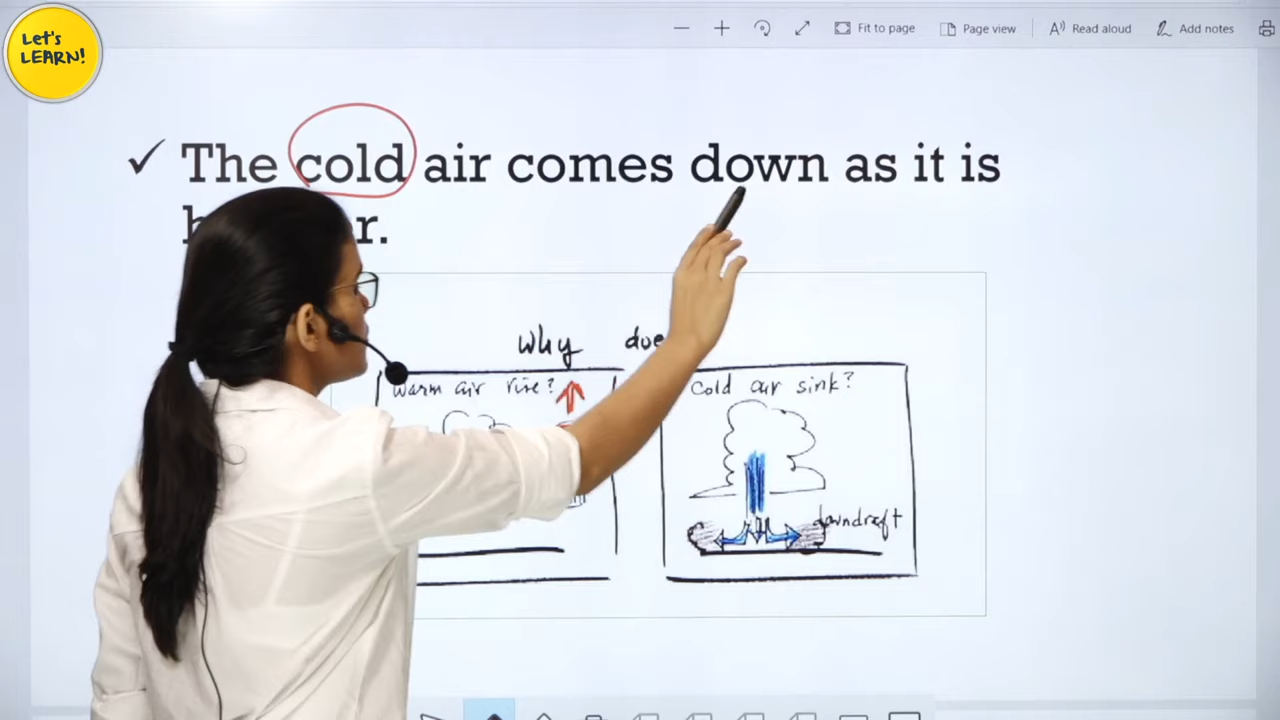 Let's
LEARN!
Fit to page
Page view
Read aloud
Add notes
✓ The cold air comes down as it is
Why
warm air rise?
cold air sink?
downdraft